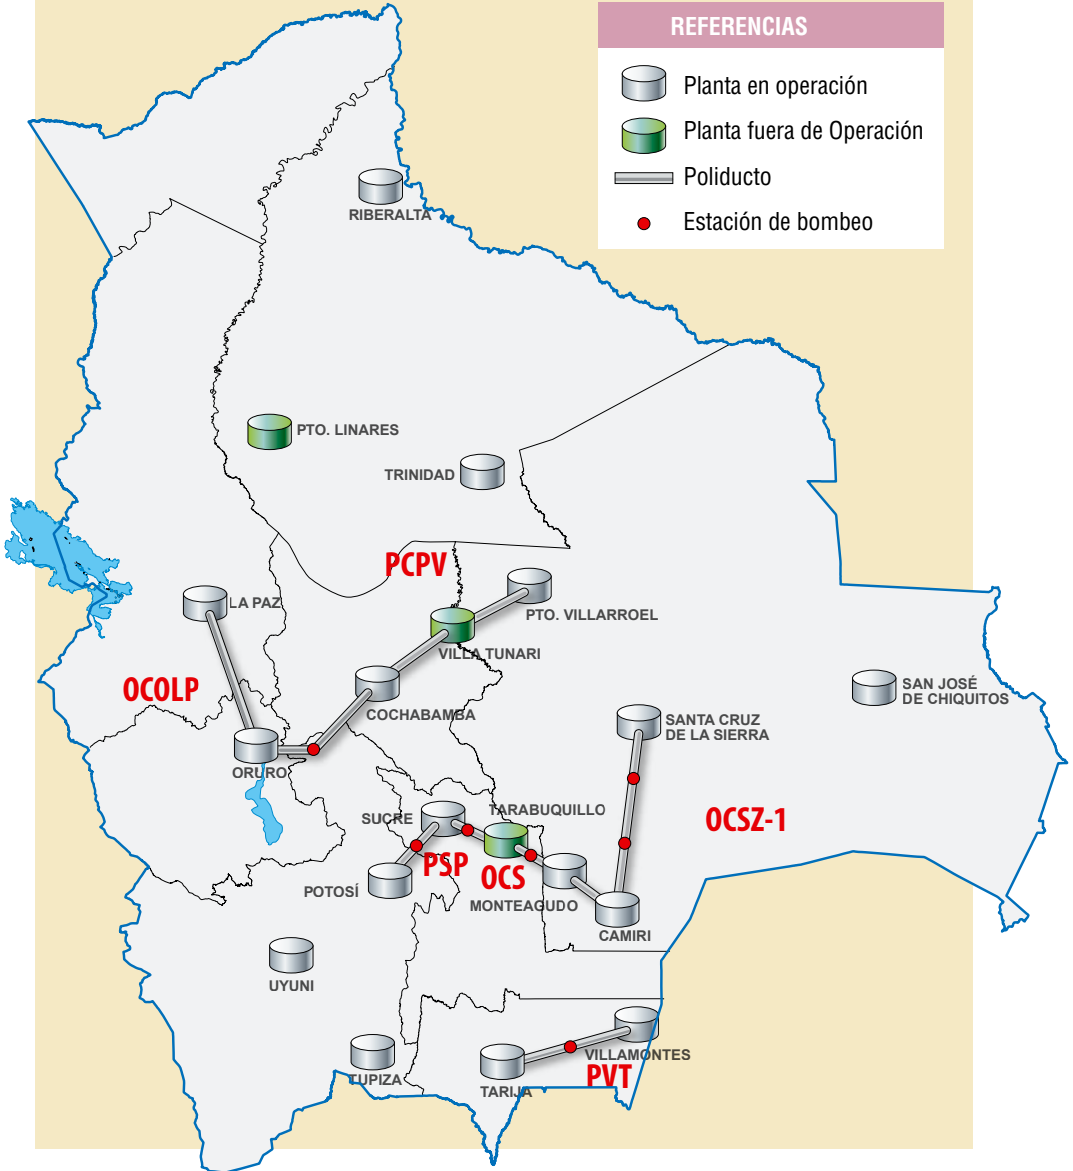 REFERENCIAS
Planta en operación
Planta fuera de Operación
Poliducto
Estación de bombeo
RIBERALTA
PTO. LINARES
TRINIDAD
PCPV
LA PAZ
PTO. VILLARROEL
VILLA TUNARI
OCOLP
COCHABAMBA
SAN JOSÉ
DE CHIQUITOS
SANTA CRUZ
DE LA SIERRA
ORURO
TARABUQUILLO
SUCRE
OCSZ-1
PSP
OCS
POTOSÍ
MONTEAGUDO
CAMIRI
UYUNI
VILLAMONTES
TUPIZA
PVT
TARIJA